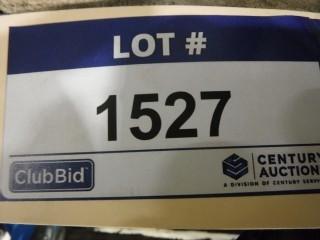 LOT #
1527
ClubBid
CENTURY
AUCTION
A DIVISION OF CENTURY